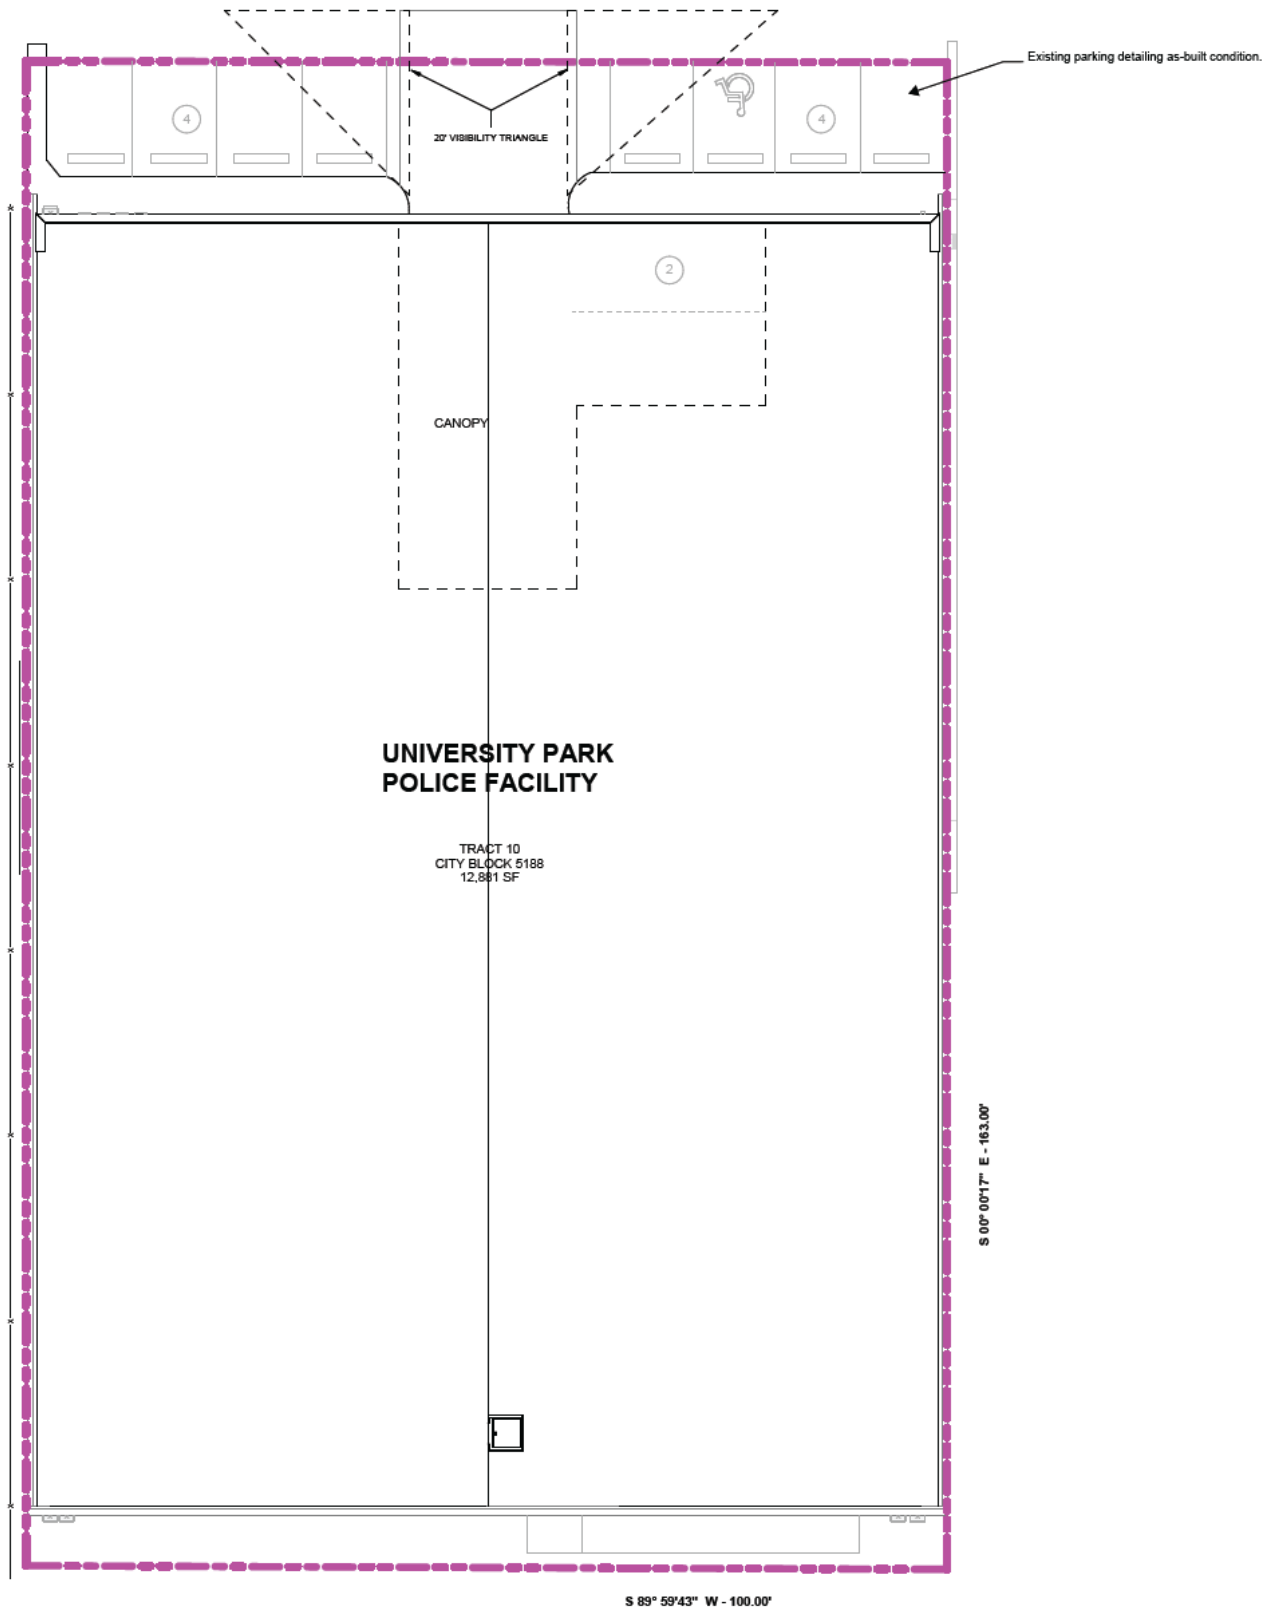 Existing parking detailing as-built condition.
4
4
20' VISIBILITY TRIANGLE
2
CANOPY
UNIVERSITY PARK
POLICE FACILITY
TRACT 10
CITY BLOCK 5188
12,881 SF
S 00° 00'17" E - 163.00'
S 89° 59'43" W - 100.00'